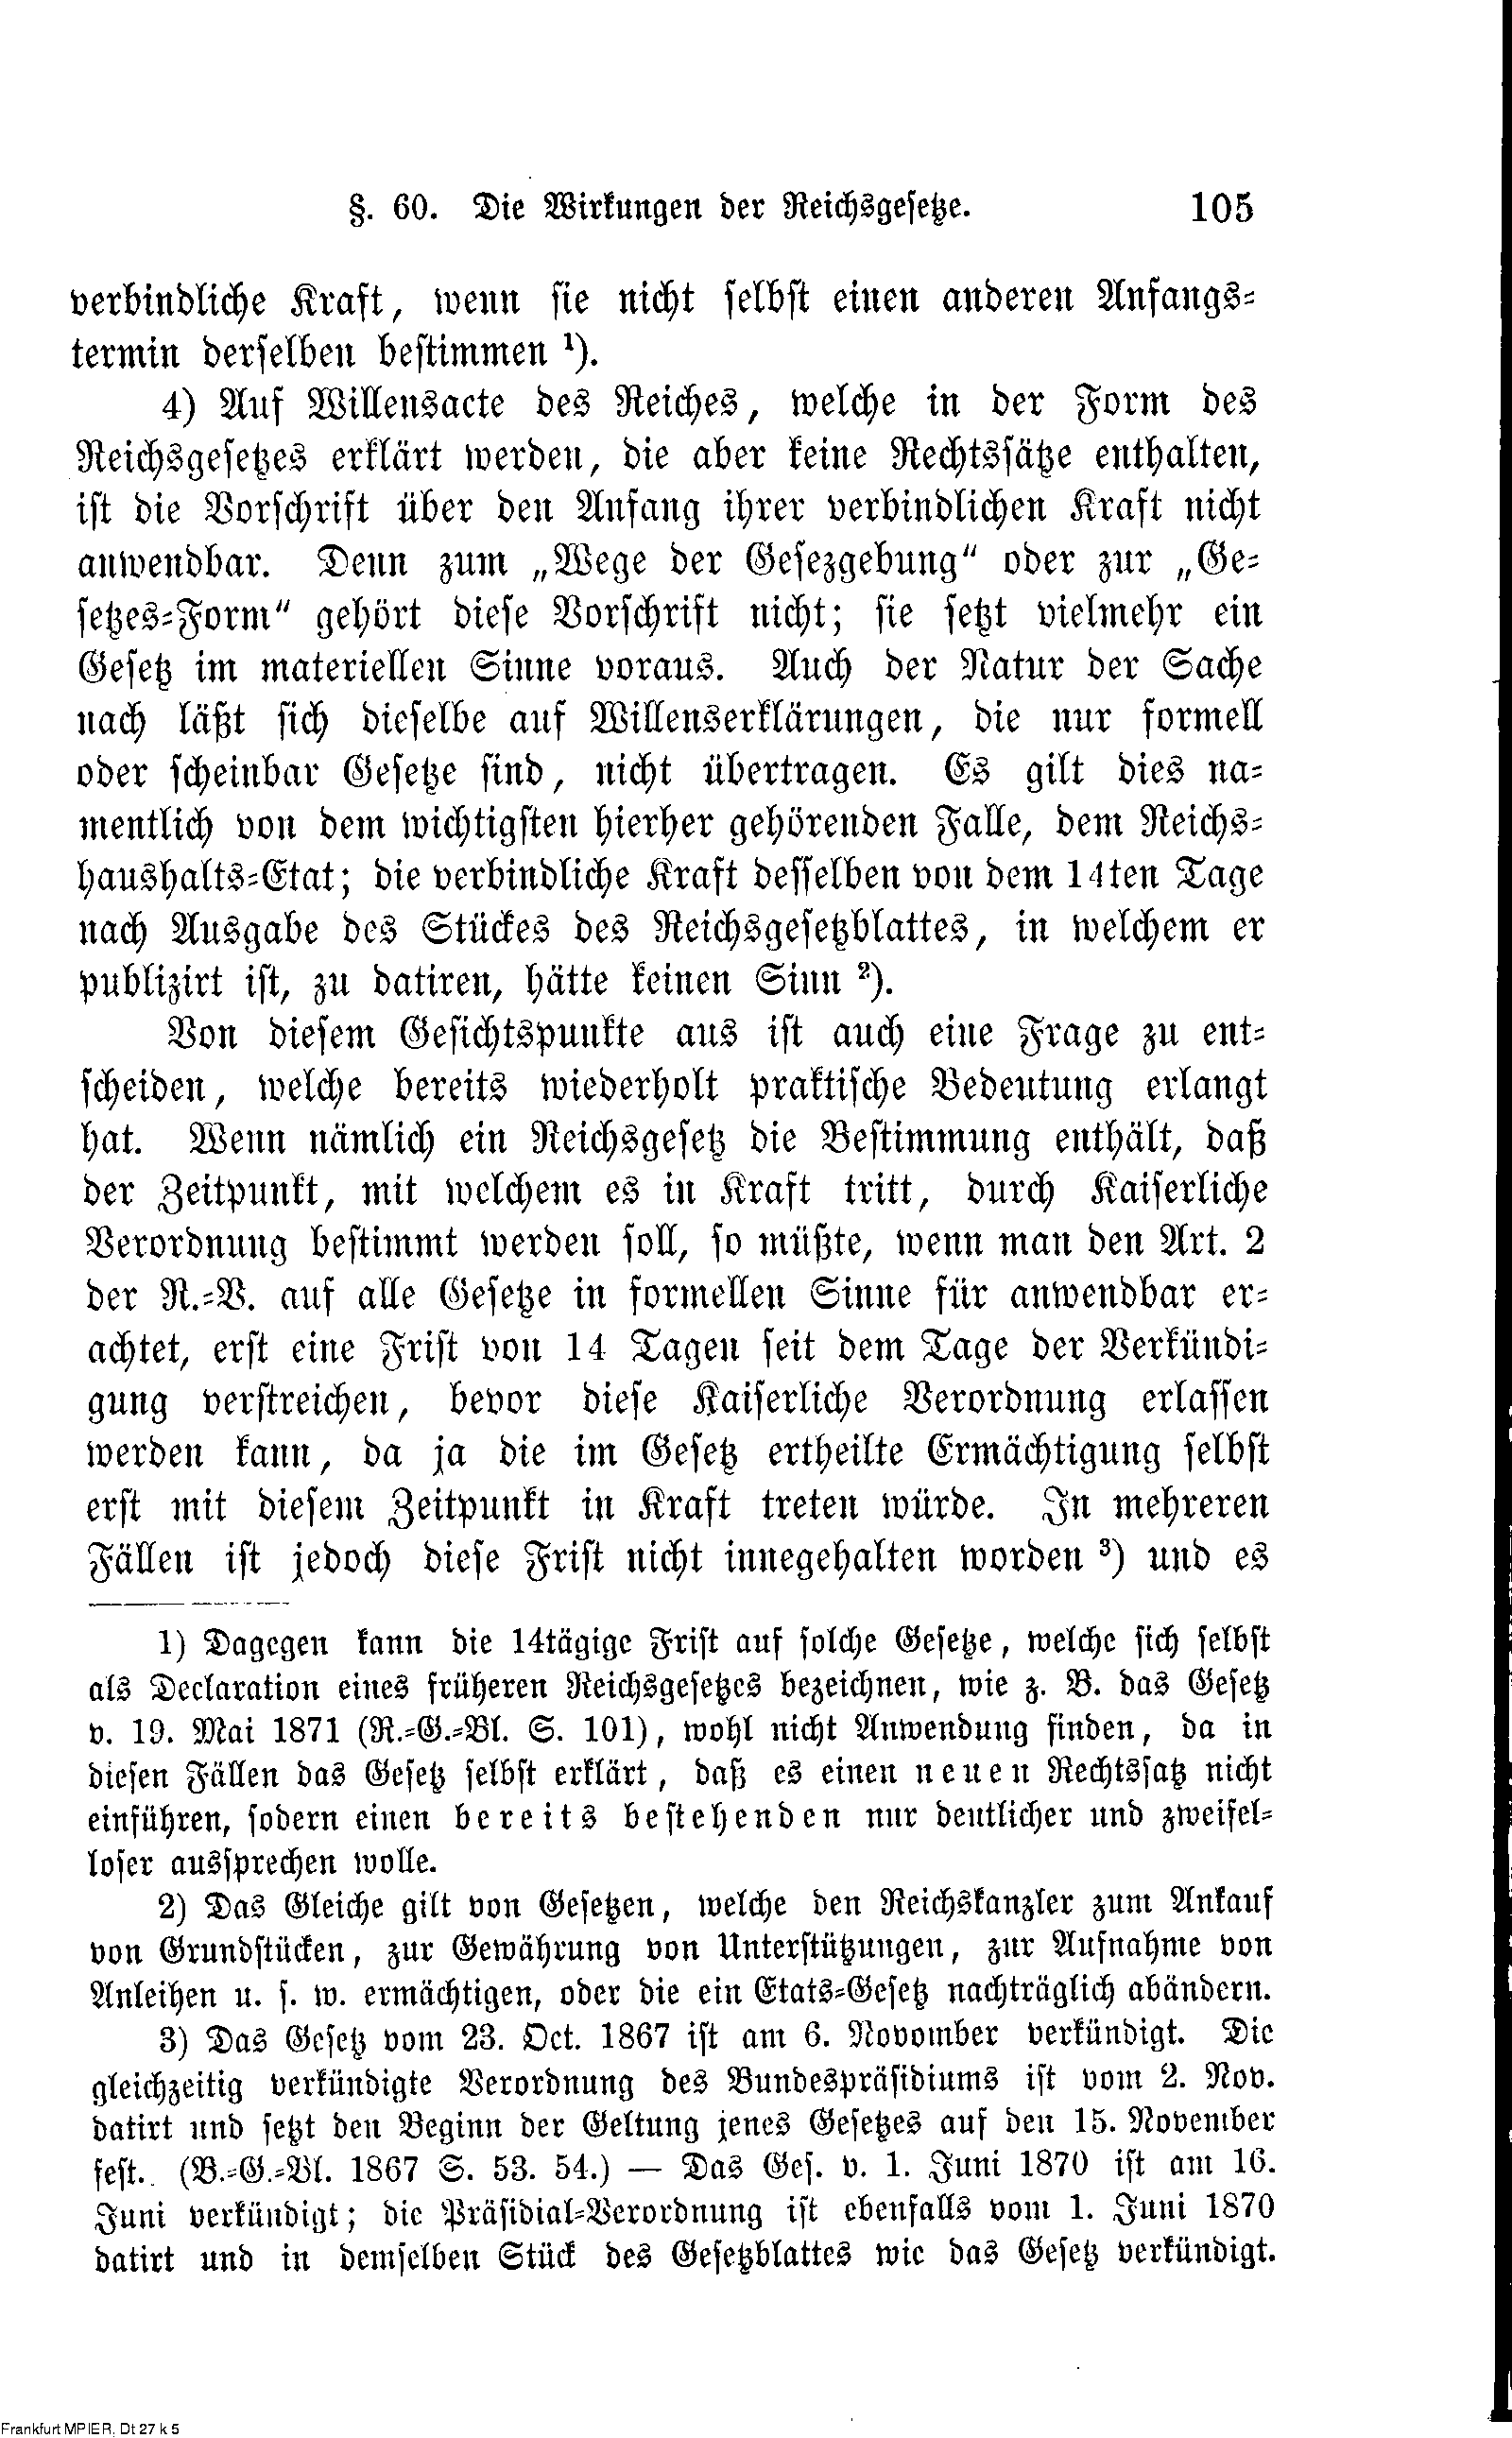 §. 60. Die Wirkungen der Reichsgesetze. 105
verbindliche Kraft, wenn sie nicht selbst einen anderen Anfangs-
termin derselben bestimmen ¹).
4) Auf Willensacte des Reiches, welche in der Form des
Reichsgesetzes erklärt werden, die aber keine Rechtssätze enthalten,
ist die Vorschrift über den Anfang ihrer verbindlichen Kraft nicht
anwendbar. Denn zum „Wege der Gesezgebung“ oder zur „Ge-
setzes-Form“ gehört diese Vorschrift nicht; sie setzt vielmehr ein
Gesetz im materiellen Sinne voraus. Auch der Natur der Sache
nach läßt sich dieselbe auf Willenserklärungen, die nur formell
oder scheinbar Gesetze sind, nicht übertragen. Es gilt dies na-
mentlich von dem wichtigsten hierher gehörenden Falle, dem Reichs-
haushalts-Etat; die verbindliche Kraft desselben von dem 14ten Tage
nach Ausgabe des Stückes des Reichsgesetzblattes, in welchem er
publizirt ist, zu datiren, hätte keinen Sinn ²).
Von diesem Gesichtspunkte aus ist auch eine Frage zu ent-
scheiden, welche bereits wiederholt praktische Bedeutung erlangt
hat. Wenn nämlich ein Reichsgesetz die Bestimmung enthält, daß
der Zeitpunkt, mit welchem es in Kraft tritt, durch Kaiserliche
Verordnung bestimmt werden soll, so müßte, wenn man den Art. 2
der R.-V. auf alle Gesetze in formellen Sinne für anwendbar er-
achtet, erst eine Frist von 14 Tagen seit dem Tage der Verkündi-
gung verstreichen, bevor diese Kaiserliche Verordnung erlassen
werden kann, da ja die im Gesetz ertheilte Ermächtigung selbst
erst mit diesem Zeitpunkt in Kraft treten würde. In mehreren
Fällen ist jedoch diese Frist nicht innegehalten worden ³) und es
1) Dagegen kann die 14tägige Frist auf solche Gesetze, welche sich selbst
als Declaration eines früheren Reichsgesetzes bezeichnen, wie z. B. das Gesetz
v. 19. Mai 1871 (R.-G.-Bl. S. 101), wohl nicht Anwendung finden, da in
diesen Fällen das Gesetz selbst erklärt, daß es einen neuen Rechtssatz nicht
einführen, sodern einen bereits bestehenden nur deutlicher und zweifel-
loser aussprechen wolle.
2) Das Gleiche gilt von Gesetzen, welche den Reichskanzler zum Ankauf
von Grundstücken, zur Gewährung von Unterstützungen, zur Aufnahme von
Anleihen u. s. w. ermächtigen, oder die ein Etats-Gesetz nachträglich abändern.
3) Das Gesetz vom 23. Oct. 1867 ist am 6. Novomber verkündigt. Die
gleichzeitig verkündigte Verordnung des Bundespräsidiums ist vom 2. Nov.
datirt und setzt den Beginn der Geltung jenes Gesetzes auf den 15. November
fest. (B.-G.-Bl. 1867 S. 53. 54.) — Das Ges. v. 1. Juni 1870 ist am 16.
Juni verkündigt; die Präsidial-Verordnung ist ebenfalls vom 1. Juni 1870
datirt und in demselben Stück des Gesetzblattes wie das Gesetz verkündigt.
Frankfurt MPIER, Dt 27 k 5